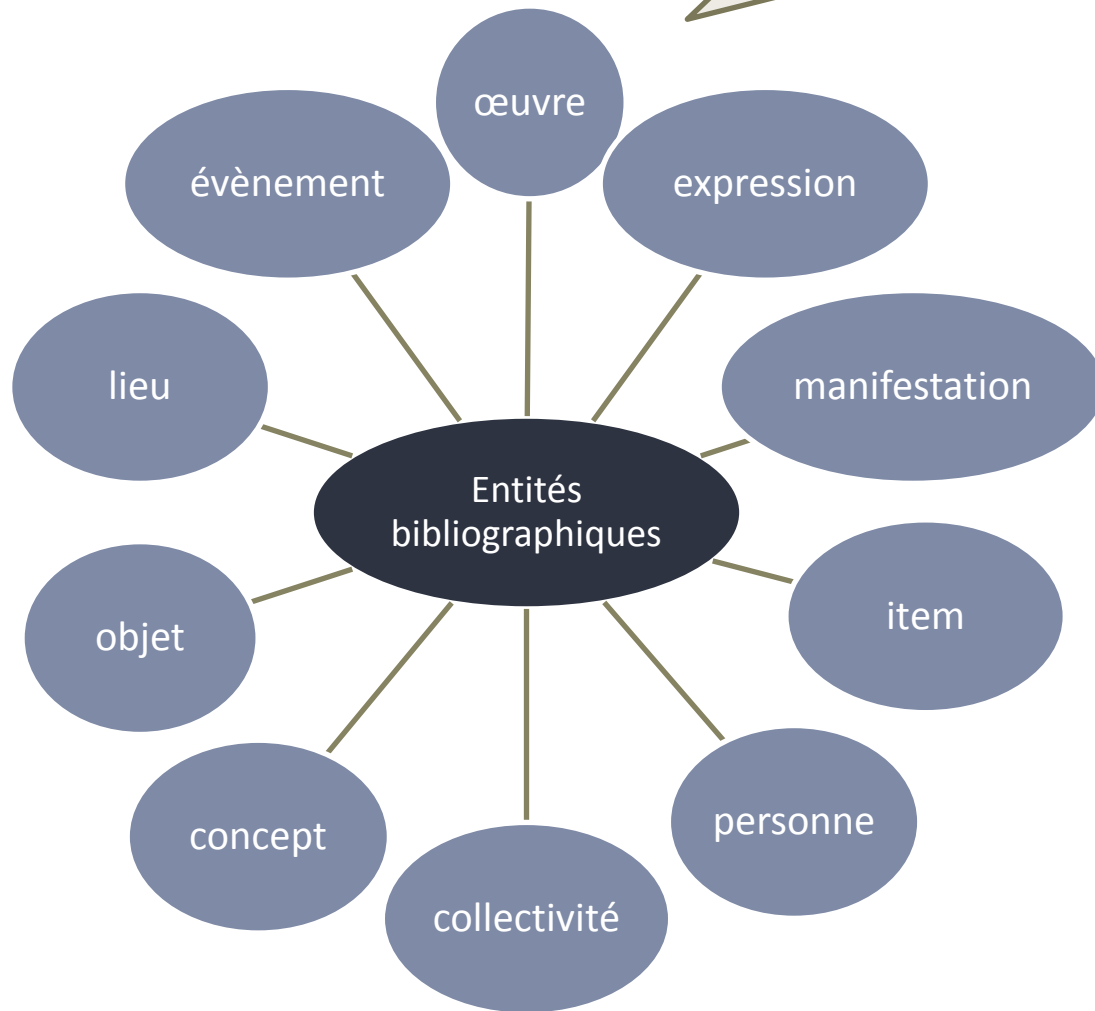 œuvre
expression
manifestation
item
personne
collectivité
concept
objet
lieu
évènement
Entités
bibliographiques